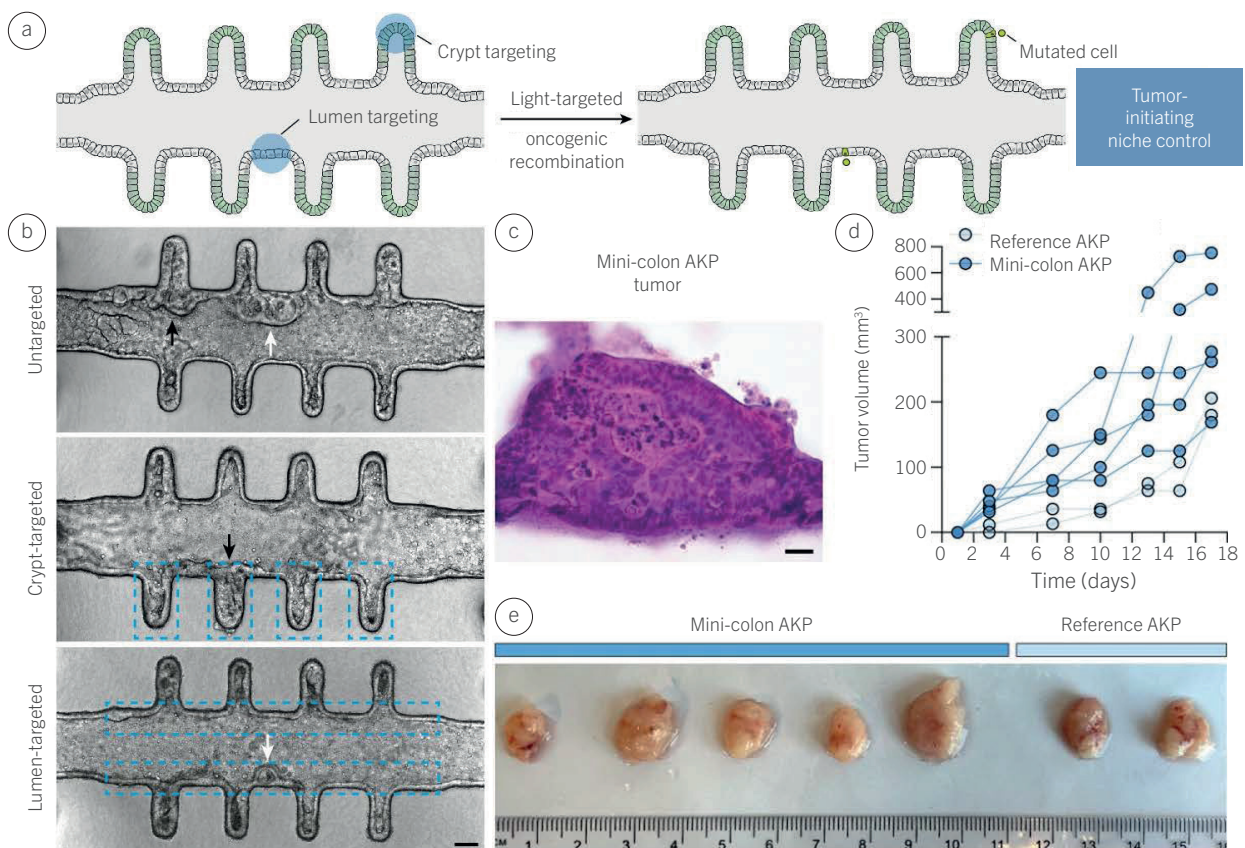 a
Crypt targeting
Lumen targeting
Light-targeted
oncogenic
recombination
Mutated cell
Tumor-
initiating
niche control
b
Untargeted
Crypt-targeted
Lumen-targeted
c
Mini-colon AKP
tumor
d
Reference AKP
Mini-colon AKP
Tumor volume (mm³)
800
600
400
300
200
100
0
0 2 4 6 8 10 12 14 16 18
Time (days)
e
Mini-colon AKP
Reference AKP
CM 1 2 3 4 5 6 7 8 9 10 11 12 13 14 15